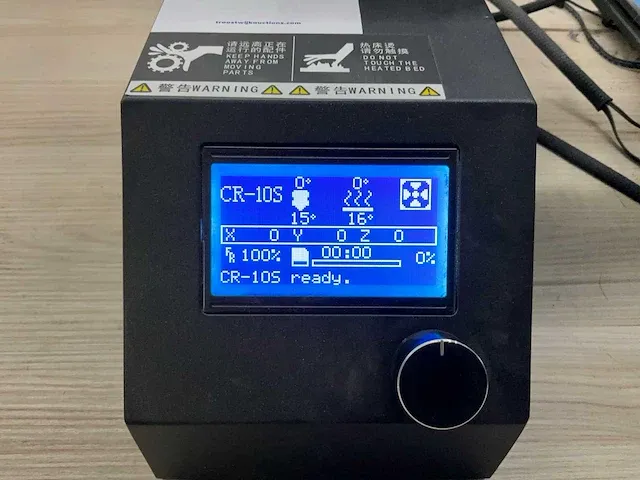 请远离正在
运行的配件
KEEP HANDS
AWAY FROM
MOVING
PARTS
热床烫
请勿触摸
DO NOT
TOUCH THE
HEATED BED
警告WARNING
警告WARNING
CR-10S
0° 0°
15° 16°
X 0 Y 0 Z 0
FR 100% 00:00 0%
CR-10S ready.